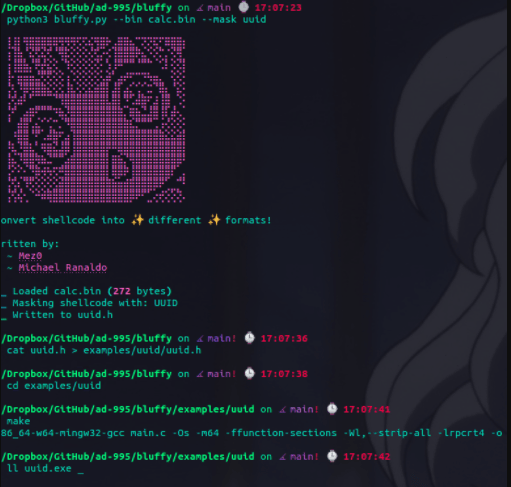 /Dropbox/GitHub/ad-995/bluffy on main 17:07:23
python3 bluffy.py --bin calc.bin --mask uuid
onvert shellcode into ✨ different ✨ formats!
ritten by:
~ Mez0
~ Michael Ranaldo
_ Loaded calc.bin (272 bytes)
_ Masking shellcode with: UUID
_ Written to uuid.h
/Dropbox/GitHub/ad-995/bluffy on main! 17:07:36
cat uuid.h > examples/uuid/uuid.h
/Dropbox/GitHub/ad-995/bluffy on main! 17:07:38
cd examples/uuid
/Dropbox/GitHub/ad-995/bluffy/examples/uuid on main! 17:07:41
make
86_64-w64-mingw32-gcc main.c -Os -m64 -ffunction-sections -Wl,--strip-all -lrpcrt4 -o
/Dropbox/GitHub/ad-995/bluffy/examples/uuid on main! 17:07:42
ll uuid.exe _